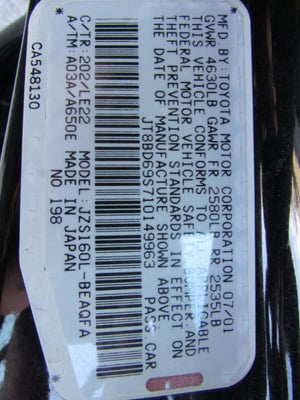 MFD. BY: TOYOTA MOTOR CORPORATION 07/01
GVWR 4630LB GAWR FR 2580LB RR 2535LB
THIS VEHICLE CONFORMS TO ALL APPLICABLE
FEDERAL MOTOR VEHICLE SAFETY, BUMPER, AND
THEFT PREVENTION STANDARDS IN EFFECT ON
THE DATE OF MANUFACTURE SHOWN ABOVE.
*JT8BD69S710149963* PASS. CAR
C/TR: 202/LE22 MODEL: JZS160L-BEAQFA
A/TM: A03A/A650E MADE IN JAPAN
NO. 198
CA548130